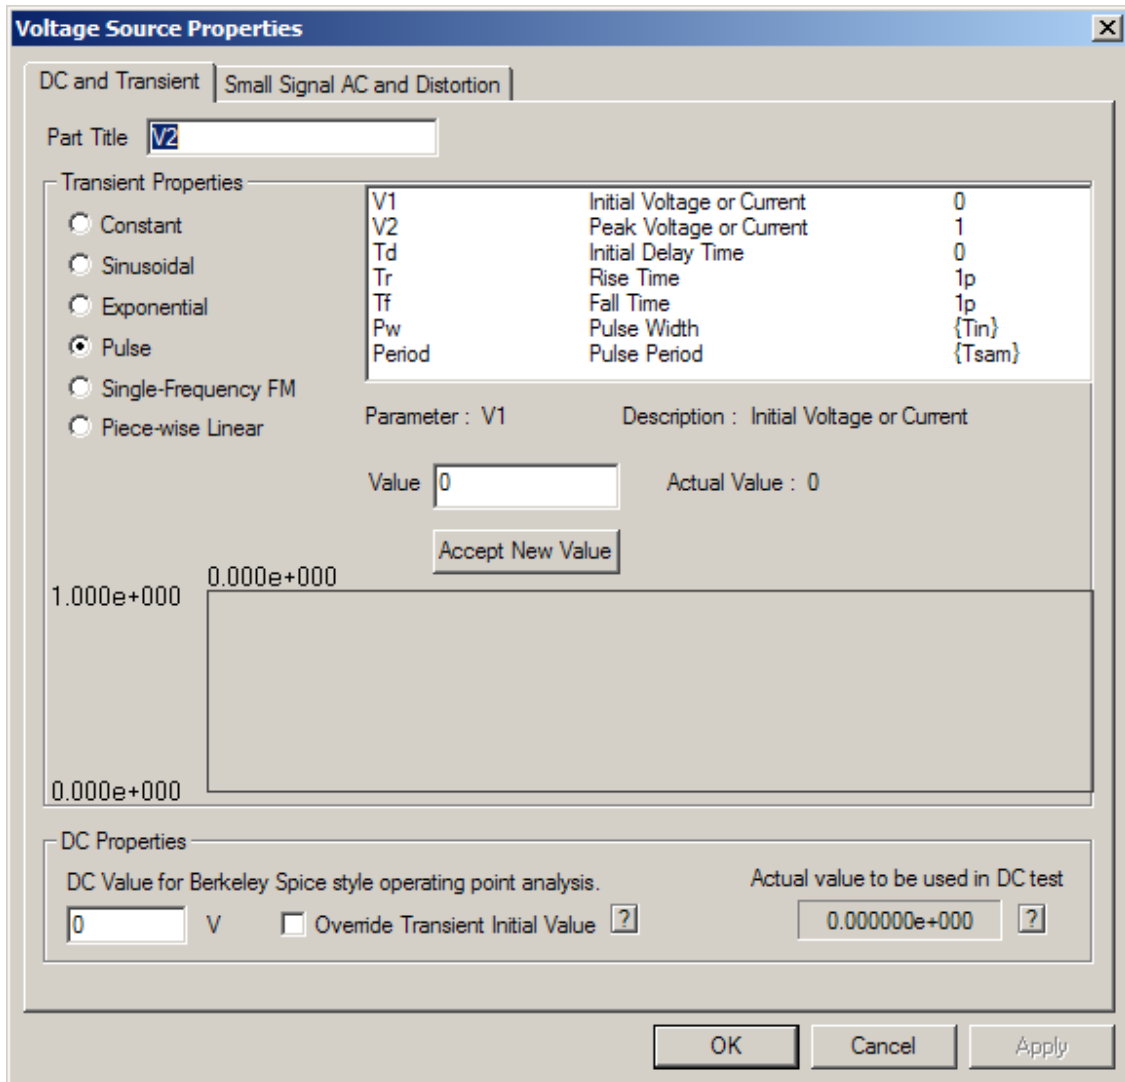 Voltage Source Properties
DC and Transient
Small Signal AC and Distortion
Part Title V2
Transient Properties
Constant
Sinusoidal
Exponential
Pulse
Single-Frequency FM
Piece-wise Linear
V1 Initial Voltage or Current 0
V2 Peak Voltage or Current 1
Td Initial Delay Time 0
Tr Rise Time 1p
Tf Fall Time 1p
Pw Pulse Width {Tin}
Period Pulse Period {Tsam}
Parameter : V1 Description : Initial Voltage or Current
Value 0 Actual Value : 0
Accept New Value
0.000e+000
1.000e+000
0.000e+000
DC Properties
DC Value for Berkeley Spice style operating point analysis.
Actual value to be used in DC test
0 V Override Transient Initial Value ? 0.000000e+000 ?
OK Cancel Apply